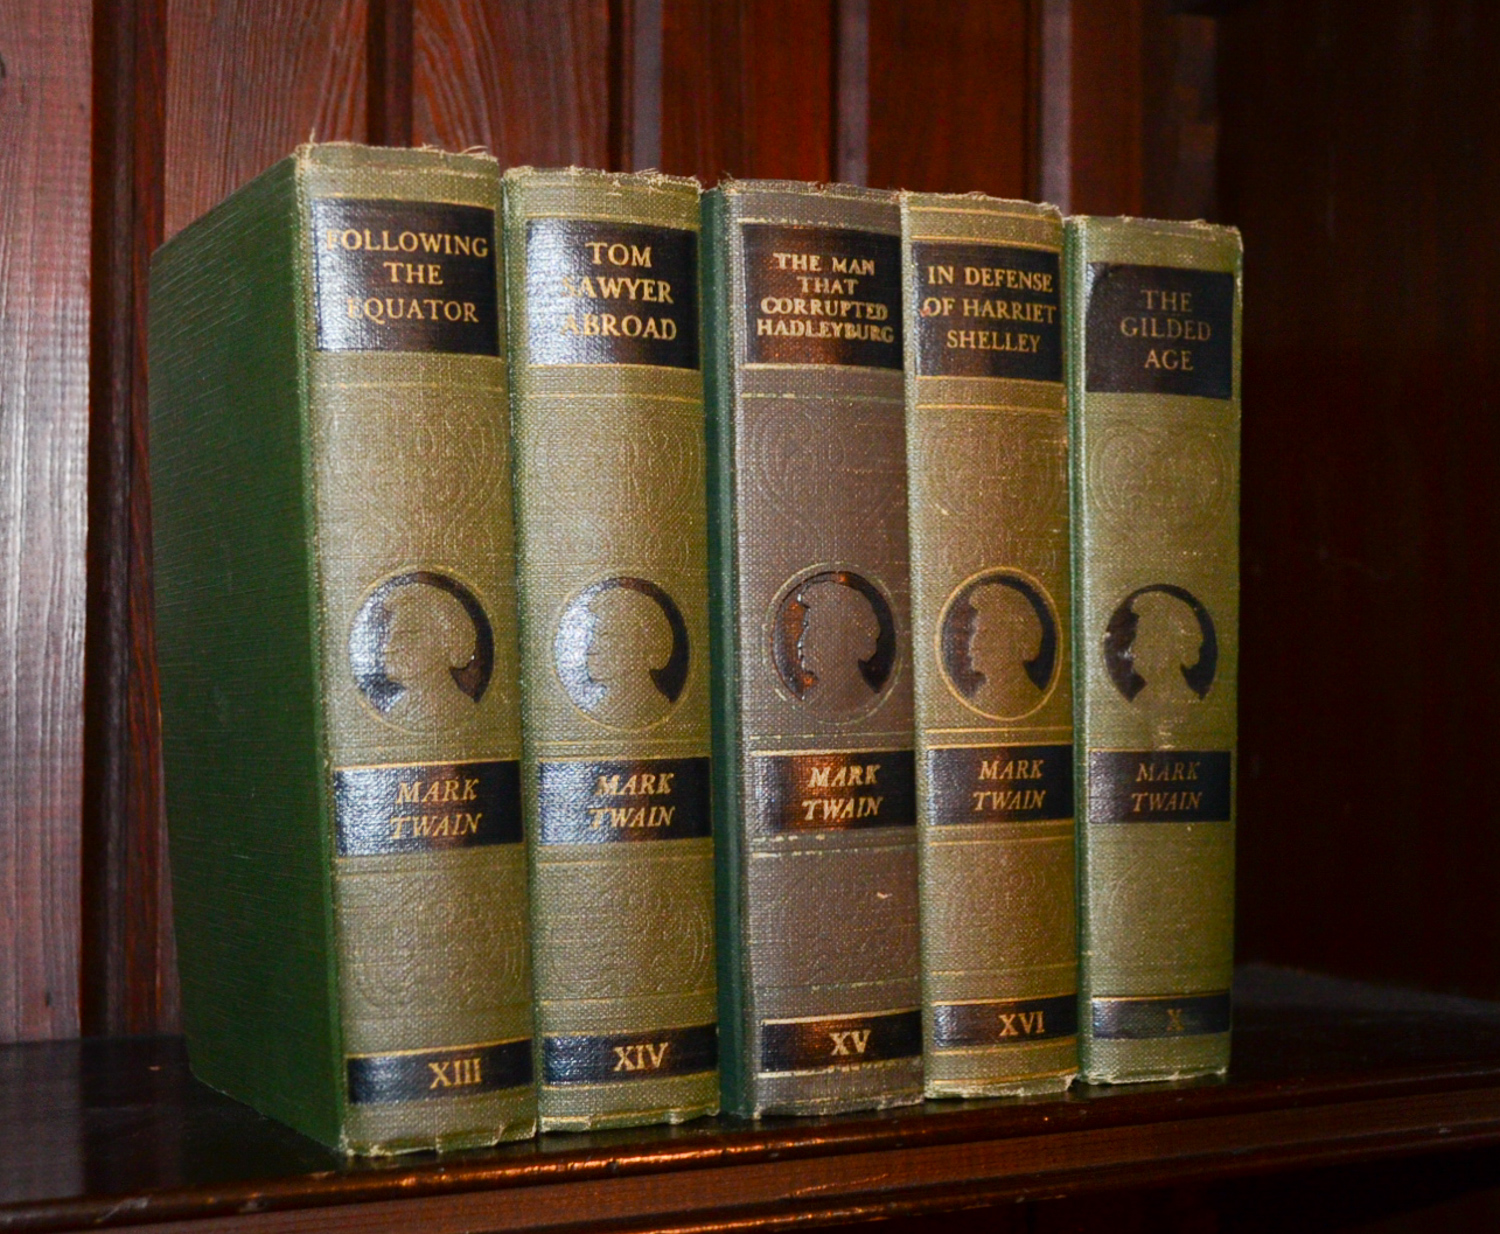 FOLLOWING
THE
EQUATOR
MARK
TWAIN
XIII
TOM
SAWYER
ABROAD
MARK
TWAIN
XIV
THE MAN
THAT
CORRUPTED
HADLEYBURG
MARK
TWAIN
XV
IN DEFENSE
OF HARRIET
SHELLEY
MARK
TWAIN
XVI
THE
GILDED
AGE
MARK
TWAIN
X